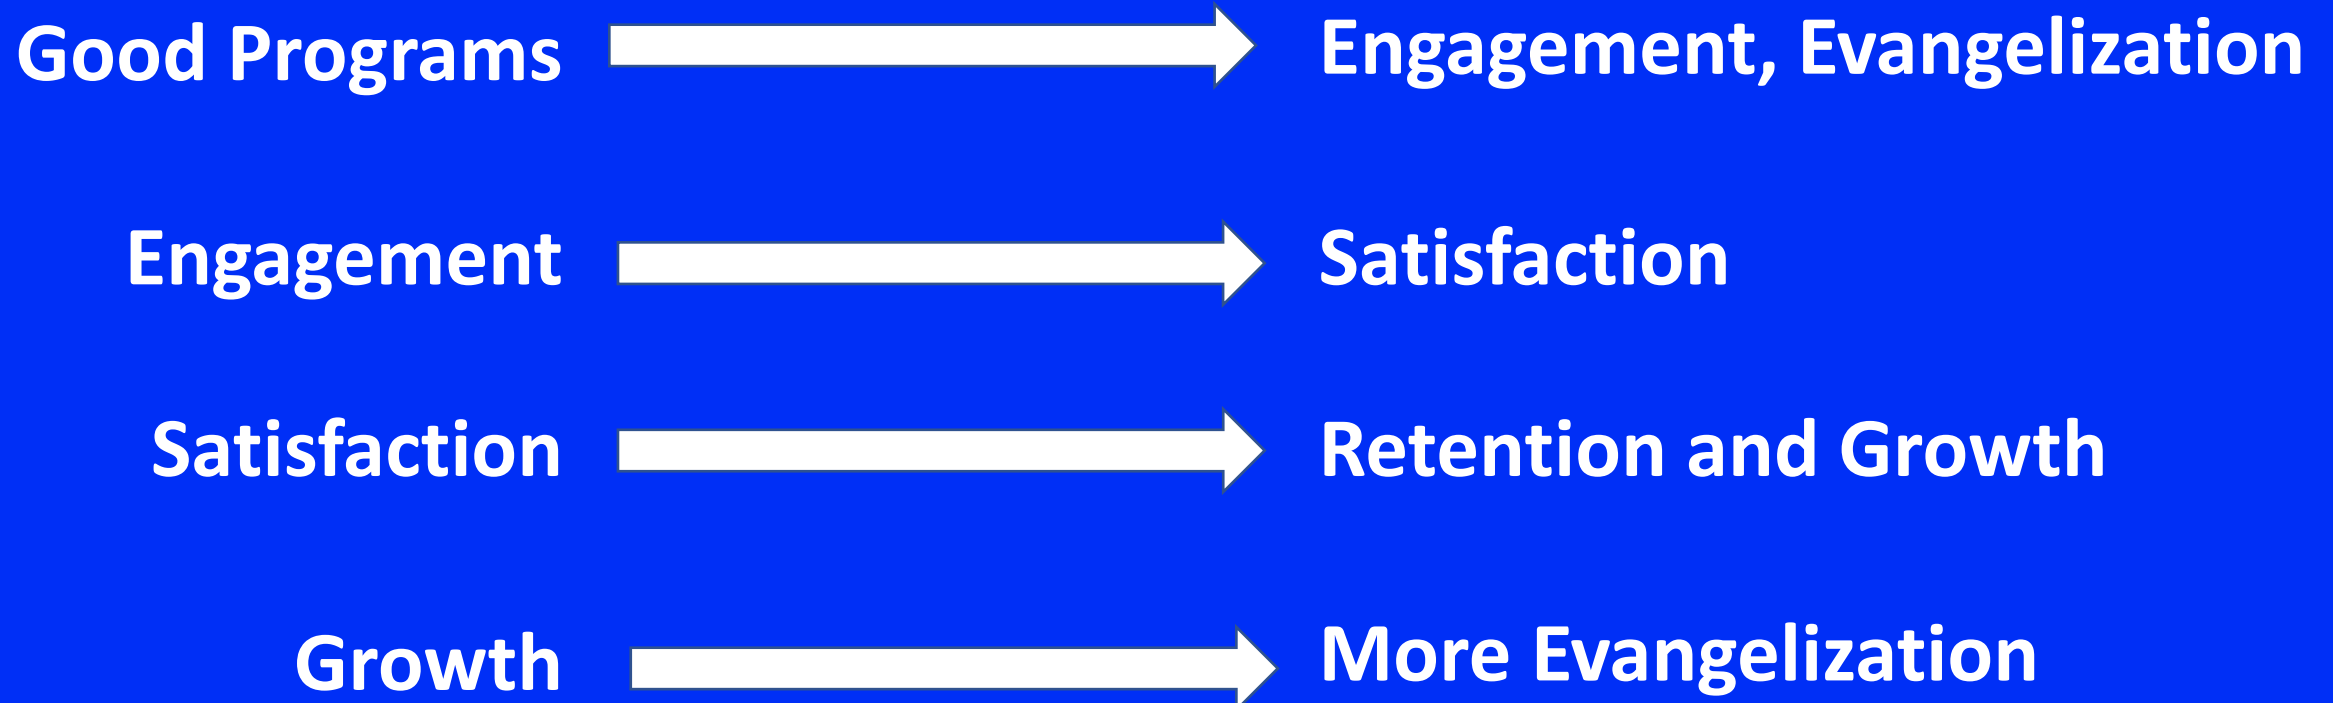 Good Programs Engagement, Evangelization
Engagement Satisfaction
Satisfaction Retention and Growth
Growth More Evangelization